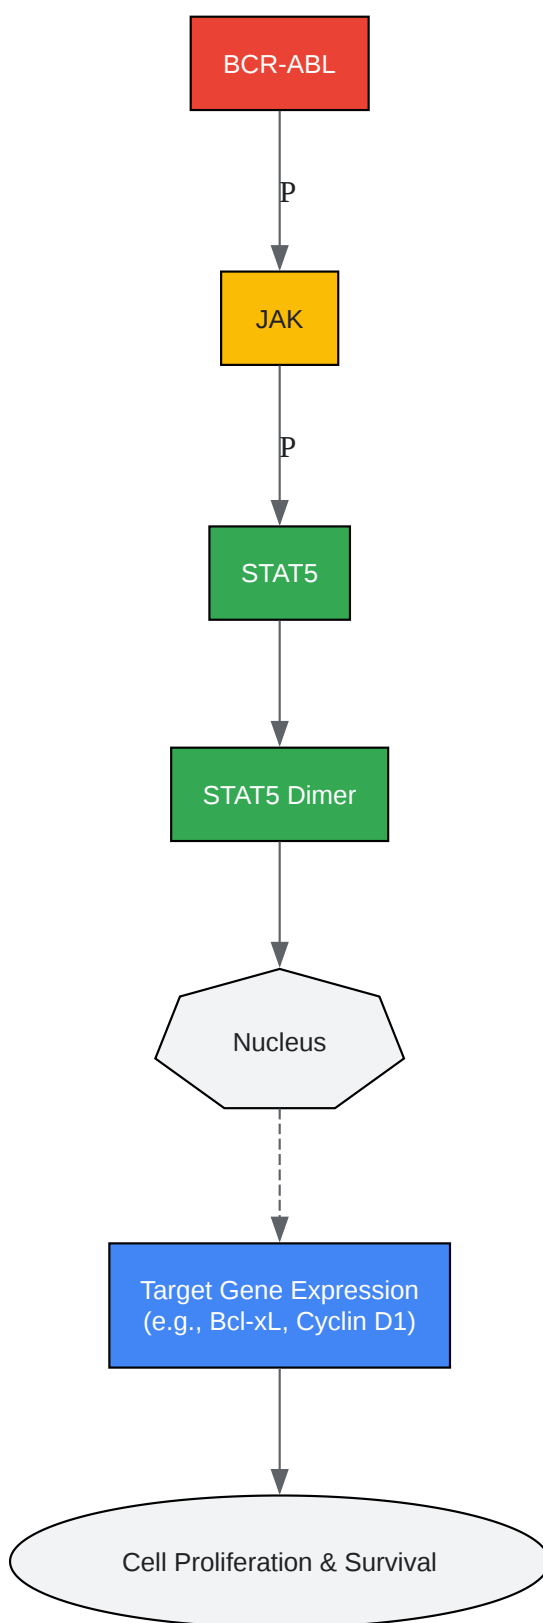 BCR-ABL
P
JAK
P
STAT5
STAT5 Dimer
Nucleus
Target Gene Expression
(e.g., Bcl-xL, Cyclin D1)
Cell Proliferation & Survival